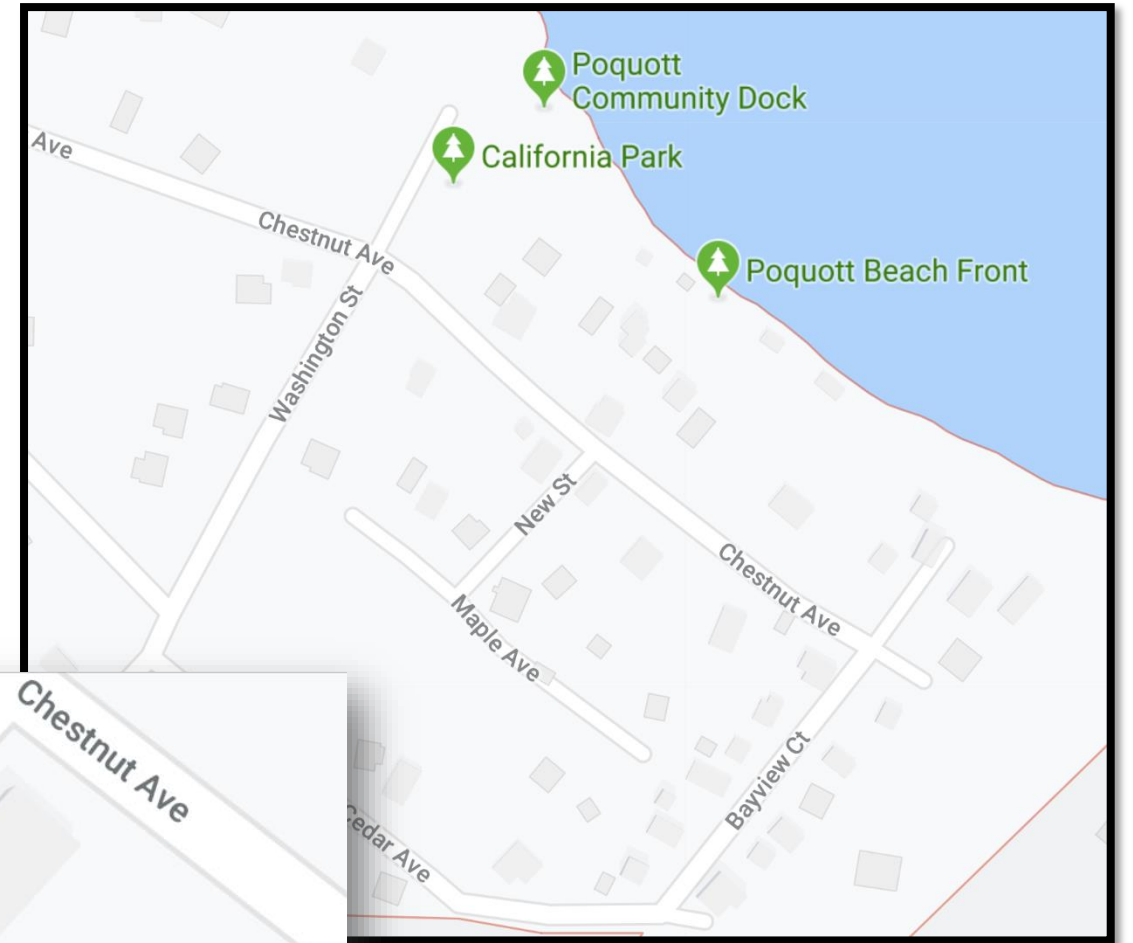 Poquott
Community Dock
California Park
Ave
Chestnut Ave
Poquott Beach Front
Washington St
New St
Chestnut Ave
Maple Ave
Bayview Ct
Cedar Ave
Chestnut Ave